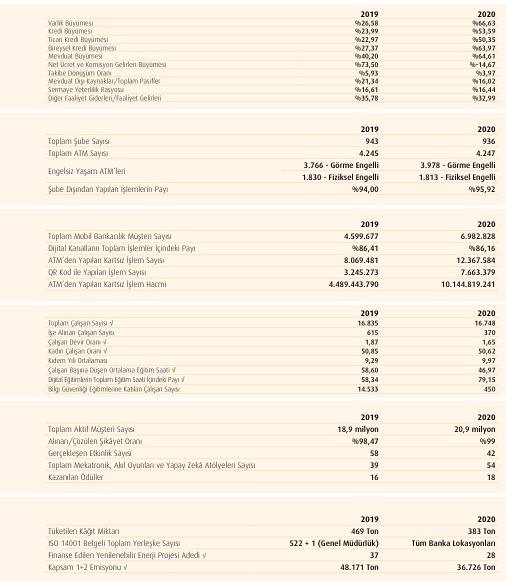 2019 2020
Varlık Büyümesi %26,58 %66,63
Kredi Büyümesi %23,99 %53,59
Ticari Kredi Büyümesi %22,97 %50,35
Bireysel Kredi Büyümesi %27,37 %63,97
Mevduat Büyümesi %40,20 %64,61
Net Ücret ve Komisyon Gelirleri Büyümesi %73,50 %-14,67
Takibe Dönüşüm Oranı %5,93 %3,97
Mevduat Dışı Kaynaklar/Toplam Pasifler %21,34 %16,02
Sermaye Yeterlilik Rasyosu %16,61 %16,44
Diğer Faaliyet Giderleri/Faaliyet Gelirleri %35,78 %32,99
2019 2020
Toplam Şube Sayısı 943 936
Toplam ATM Sayısı 4.245 4.247
Engelsiz Yaşam ATM'leri 3.766 - Görme Engelli 3.978 - Görme Engelli
1.830 - Fiziksel Engelli 1.813 - Fiziksel Engelli
Şube Dışından Yapılan İşlemlerin Payı %94,00 %95,92
2019 2020
Toplam Mobil Bankacılık Müşteri Sayısı 4.599.677 6.982.828
Dijital Kanalların Toplam İşlemler İçindeki Payı %86,41 %86,16
ATM'den Yapılan Kartsız İşlem Sayısı 8.069.481 12.367.584
QR Kod ile Yapılan İşlem Sayısı 3.245.273 7.663.379
ATM'den Yapılan Kartsız İşlem Hacmi 4.489.443.790 10.144.819.241
2019 2020
Toplam Çalışan Sayısı √ 16.835 16.748
İşe Alınan Çalışan Sayısı 615 370
Çalışan Devir Oranı √ 1,87 1,65
Kadın Çalışan Oranı √ 50,85 50,62
Kıdem Yılı Ortalaması 9,29 9,97
Çalışan Başına Düşen Ortalama Eğitim Saati √ 58,60 46,97
Dijital Eğitimlerin Toplam Eğitim Saati İçindeki Payı √ 58,34 79,15
Bilgi Güvenliği Eğitimlerine Katılan Çalışan Sayısı 14.533 450
2019 2020
Toplam Aktif Müşteri Sayısı 18,9 milyon 20,9 milyon
Alınan/Çözülen Şikâyet Oranı %98,47 %99
Gerçekleşen Etkinlik Sayısı 58 42
Toplam Mekatronik, Akıl Oyunları ve Yapay Zekâ Atölyeleri Sayısı 39 54
Kazanılan Ödüller 16 18
2019 2020
Tüketilen Kâğıt Miktarı 469 Ton 383 Ton
ISO 14001 Belgeli Toplam Yerleşke Sayısı 522 + 1 (Genel Müdürlük) Tüm Banka Lokasyonları
Finanse Edilen Yenilenebilir Enerji Projesi Adedi √ 37 28
Kapsam 1+2 Emisyonu √ 48.171 Ton 36.726 Ton